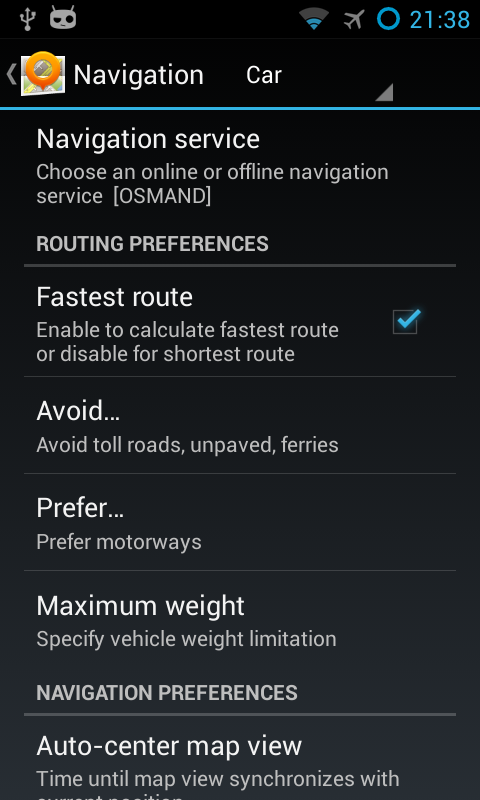 21:38
Navigation Car
Navigation service
Choose an online or offline navigation
service [OSMAND]
ROUTING PREFERENCES
Fastest route
Enable to calculate fastest route
or disable for shortest route
Avoid...
Avoid toll roads, unpaved, ferries
Prefer...
Prefer motorways
Maximum weight
Specify vehicle weight limitation
NAVIGATION PREFERENCES
Auto-center map view
Time until map view synchronizes with
current position